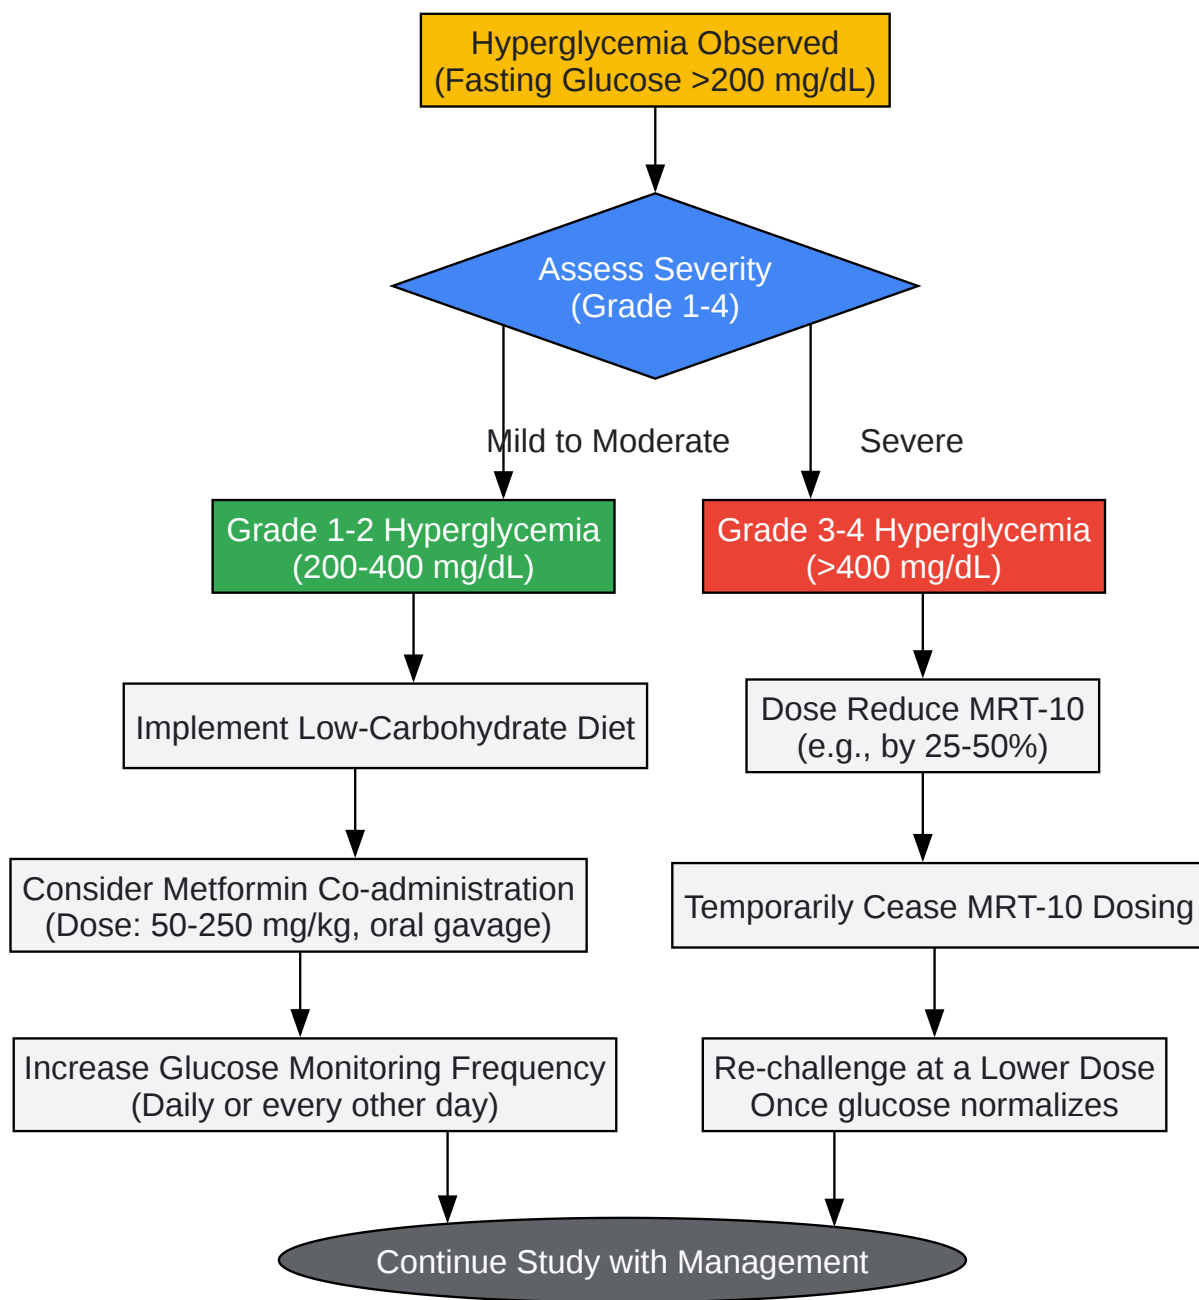 Hyperglycemia Observed
(Fasting Glucose >200 mg/dL)
Assess Severity
(Grade 1-4)
Mild to Moderate
Severe
Grade 1-2 Hyperglycemia
(200-400 mg/dL)
Grade 3-4 Hyperglycemia
(>400 mg/dL)
Implement Low-Carbohydrate Diet
Dose Reduce MRT-10
(e.g., by 25-50%)
Consider Metformin Co-administration
(Dose: 50-250 mg/kg, oral gavage)
Temporarily Cease MRT-10 Dosing
Increase Glucose Monitoring Frequency
(Daily or every other day)
Re-challenge at a Lower Dose
Once glucose normalizes
Continue Study with Management